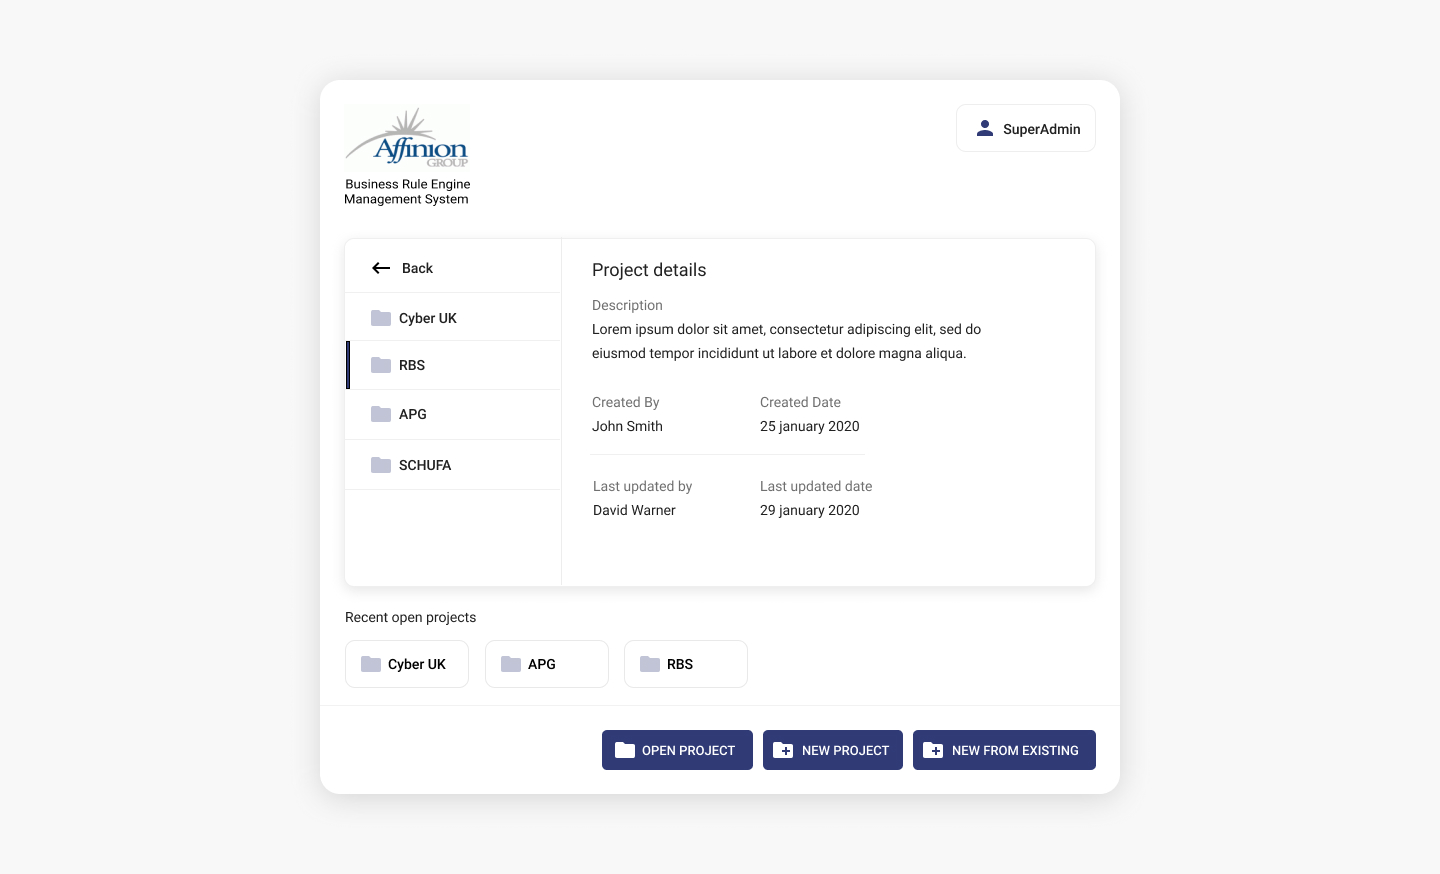 Affinion
GROUP
Business Rule Engine
Management System
SuperAdmin
Back
Cyber UK
RBS
APG
SCHUFA
Project details
Description
Lorem ipsum dolor sit amet, consectetur adipiscing elit, sed do
eiusmod tempor incididunt ut labore et dolore magna aliqua.
Created By
Created Date
John Smith
25 january 2020
Last updated by
Last updated date
David Warner
29 january 2020
Recent open projects
Cyber UK
APG
RBS
OPEN PROJECT
NEW PROJECT
NEW FROM EXISTING